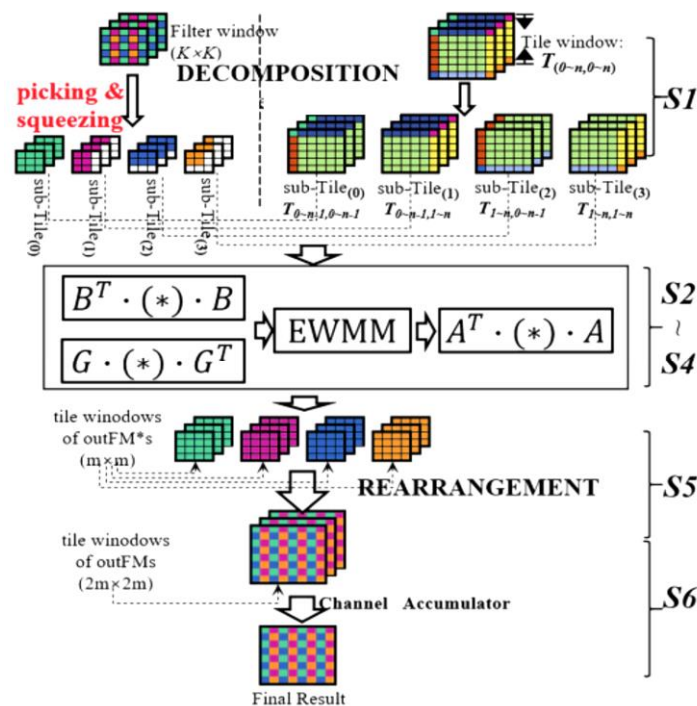 Filter window
(K×K)
Tile window:
T(0~n,0~n)
DECOMPOSITION
S1
picking &
squeezing
sub-Tile(0)
sub-Tile(1)
sub-Tile(2)
sub-Tile(3)
sub-Tile(0)
T0~n-1,0~n-1
sub-Tile(1)
T0~n-1,1~n
sub-Tile(2)
T1~n,0~n-1
sub-Tile(3)
T1~n,1~n
B^T · (*) · B
G · (*) · G^T
EWMM
A^T · (*) · A
S2
~
S4
tile winodows
of outFM*s
(m×m)
REARRANGEMENT
S5
tile winodows
of outFMs
(2m×2m)
Channel Accumulator
S6
Final Result